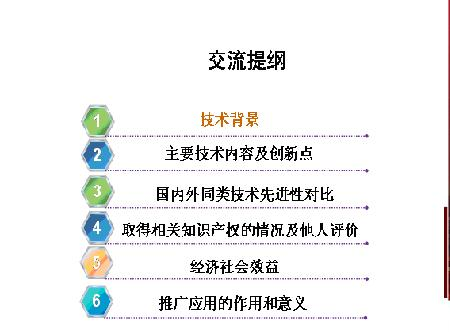 交流提纲
1 技术背景
2 主要技术内容及创新点
3 国内外同类技术先进性对比
4 取得相关知识产权的情况及他人评价
5 经济社会效益
6 推广应用的作用和意义